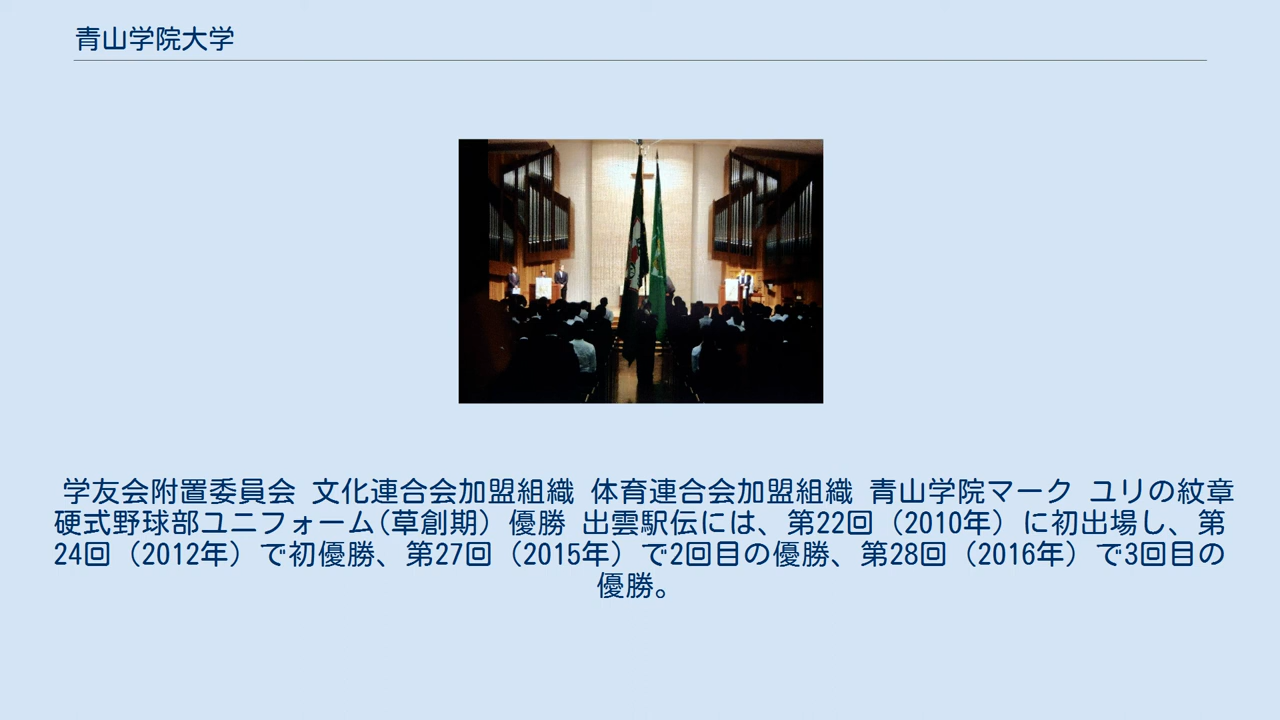 青山学院大学
学友会附置委員会 文化連合会加盟組織 体育連合会加盟組織 青山学院マーク ユリの紋章
硬式野球部ユニフォーム(草創期) 優勝 出雲駅伝には、第22回（2010年）に初出場し、第
24回（2012年）で初優勝、第27回（2015年）で2回目の優勝、第28回（2016年）で3回目の
優勝。